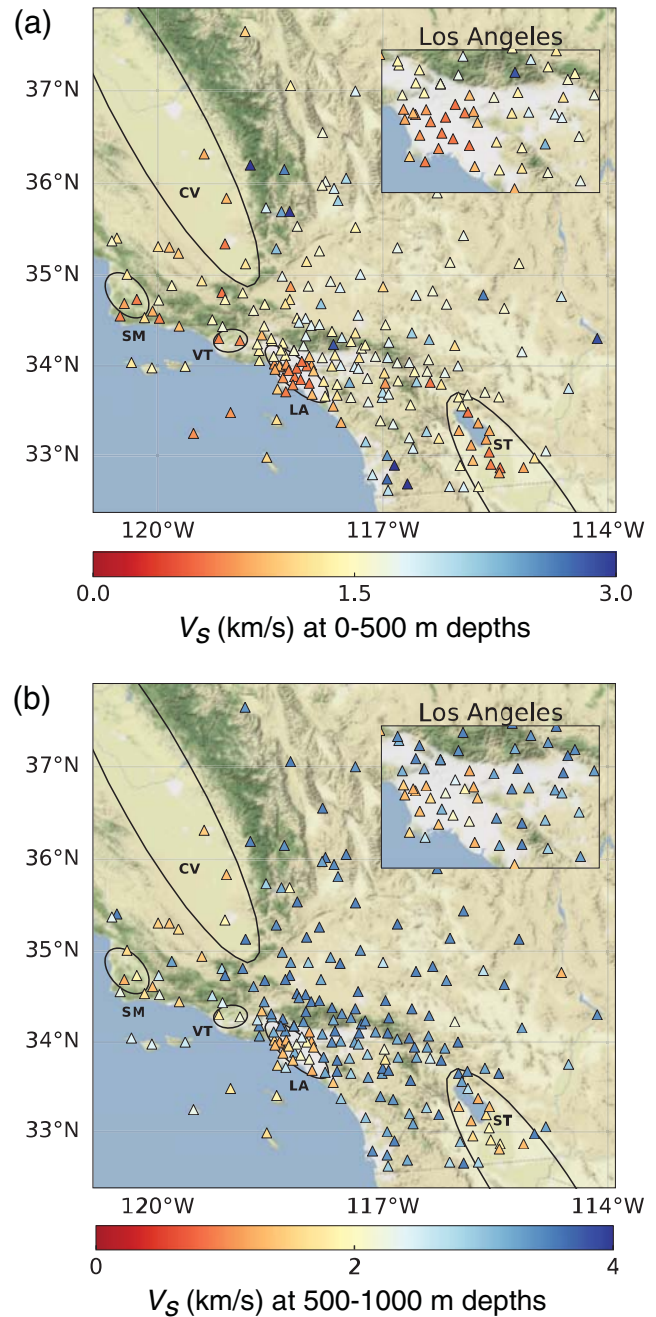 (a)
Los Angeles
37°N
36°N
35°N
34°N
33°N
CV
SM
VT
LA
ST
120°W 117°W 114°W
0.0 1.5 3.0
Vs (km/s) at 0-500 m depths
(b)
Los Angeles
37°N
36°N
35°N
34°N
33°N
CV
SM
VT
LA
ST
120°W 117°W 114°W
0 2 4
Vs (km/s) at 500-1000 m depths